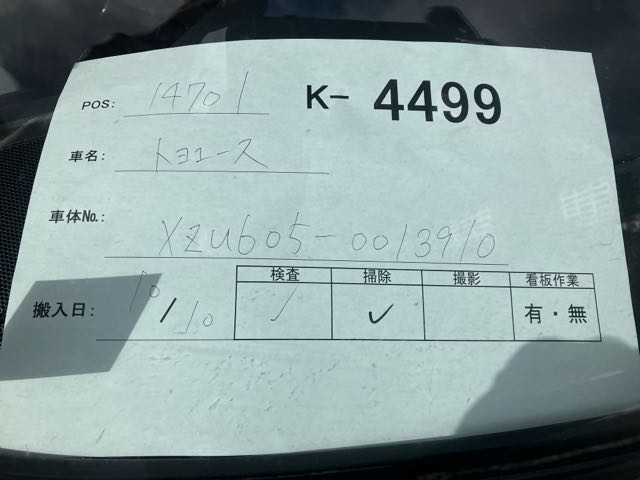 POS: 14701 K- 4499
車名: トヨエース
車体No.: XZU605-0013910
検査 掃除 撮影 看板作業
搬入日: 10/10 ✓ ✓ 有・無